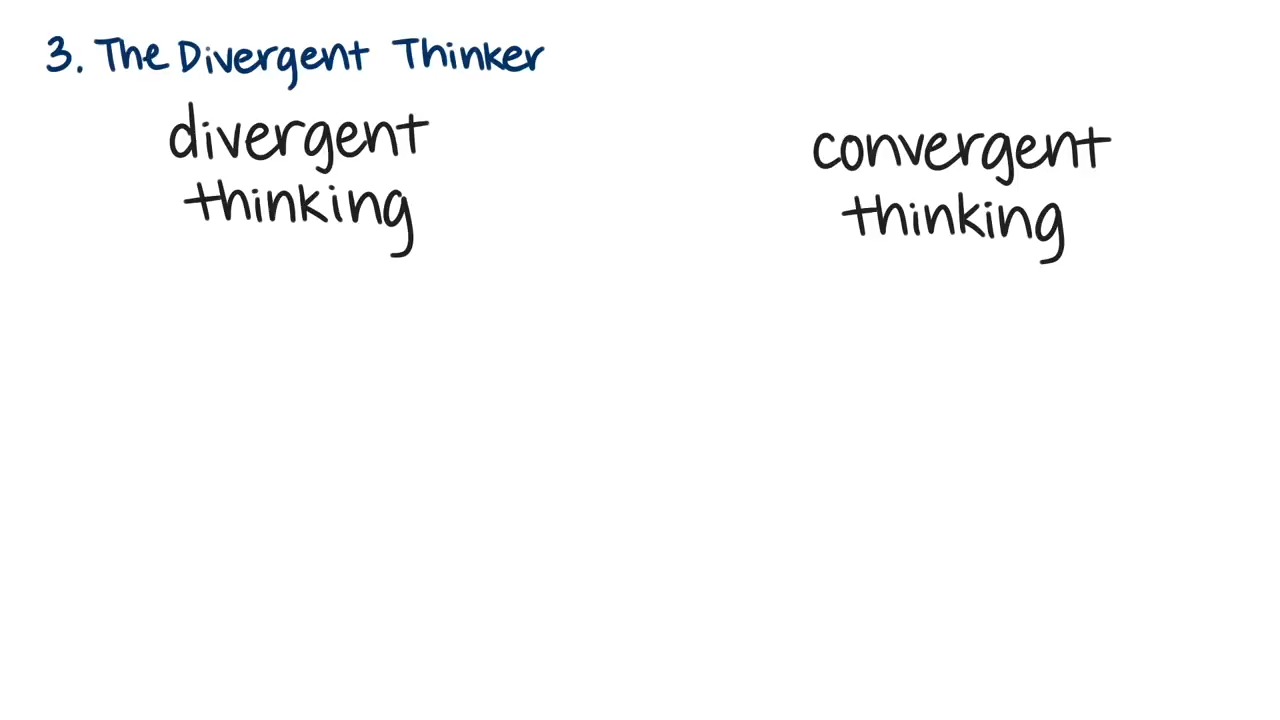 3. The Divergent Thinker
divergent
thinking
convergent
thinking